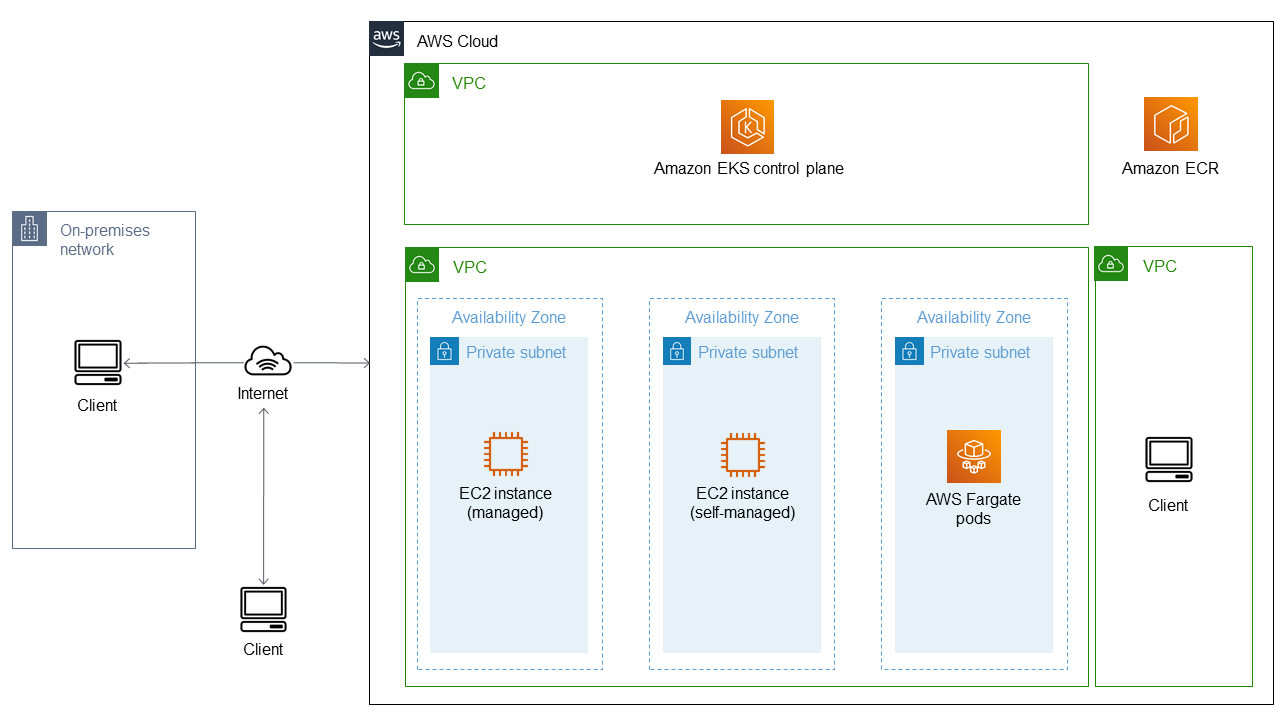 aws
AWS Cloud
VPC
Amazon EKS control plane
Amazon ECR
On-premises
network
Client
Internet
Client
VPC
Availability Zone
Private subnet
EC2 instance
(managed)
Availability Zone
Private subnet
EC2 instance
(self-managed)
Availability Zone
Private subnet
AWS Fargate
pods
VPC
Client